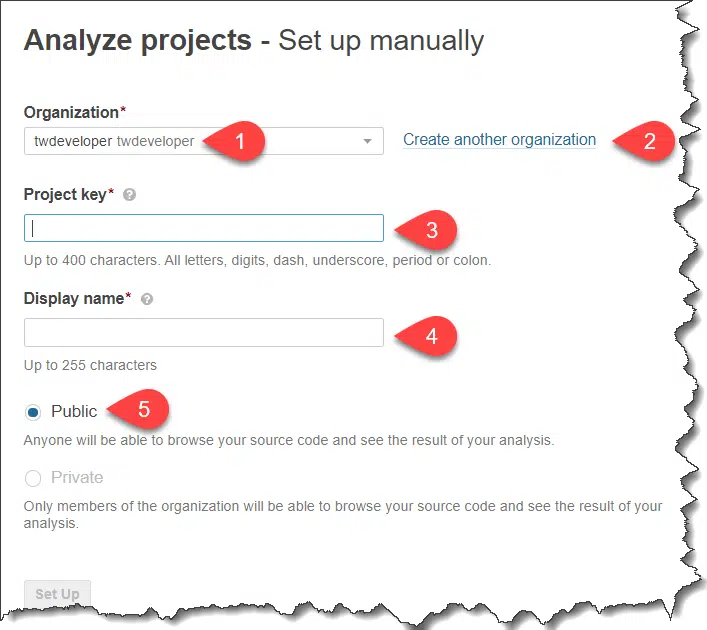 Analyze projects - Set up manually
Organization*
twdeveloper twdeveloper
1
Create another organization
2
Project key* ?
3
Up to 400 characters. All letters, digits, dash, underscore, period or colon.
Display name* ?
4
Up to 255 characters
Public
5
Anyone will be able to browse your source code and see the result of your analysis.
Private
Only members of the organization will be able to browse your source code and see the result of your
analysis.
Set Up